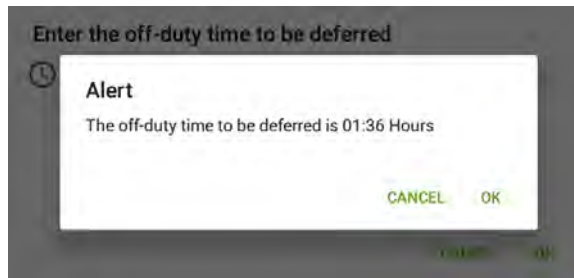 Enter the off-duty time to be deferred
Alert
The off-duty time to be deferred is 01:36 Hours
CANCEL OK